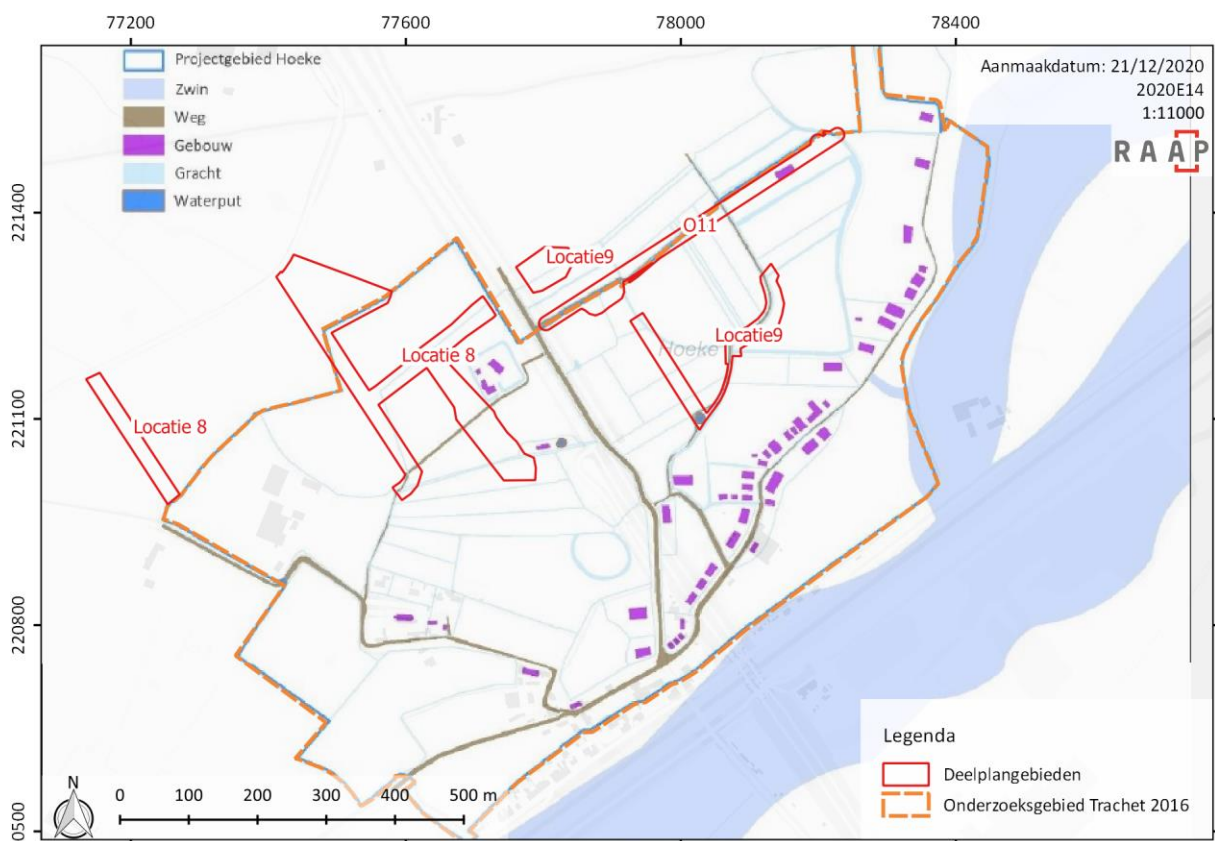 77200 77600 78000 78400
Projectgebied Hoeke
Zwin
Weg
Gebouw
Gracht
Waterput
Aanmaakdatum: 21/12/2020
2020E14
1:11000
RAAP
221400
O11
Locatie9
Locatie 8
Locatie9
Hoeke
221100
Locatie 8
220800
Legenda
Deelplangebieden
Onderzoeksgebied Trachet 2016
N
0 100 200 300 400 500 m
0500